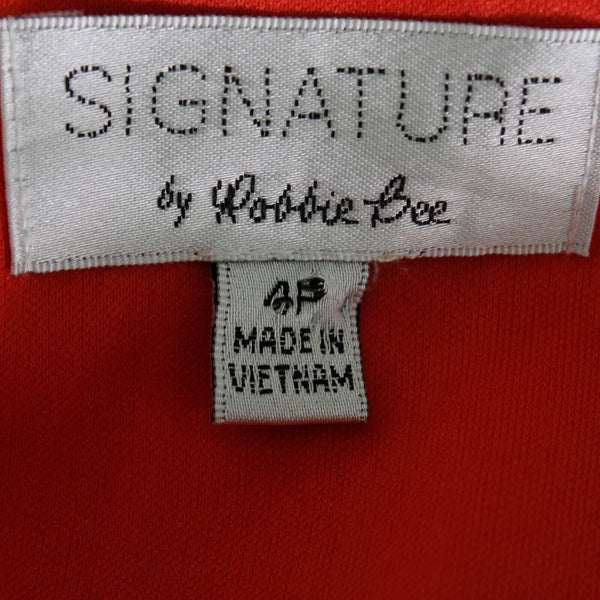 SIGNATURE
by Robbie Bee
4P
MADE IN
VIETNAM